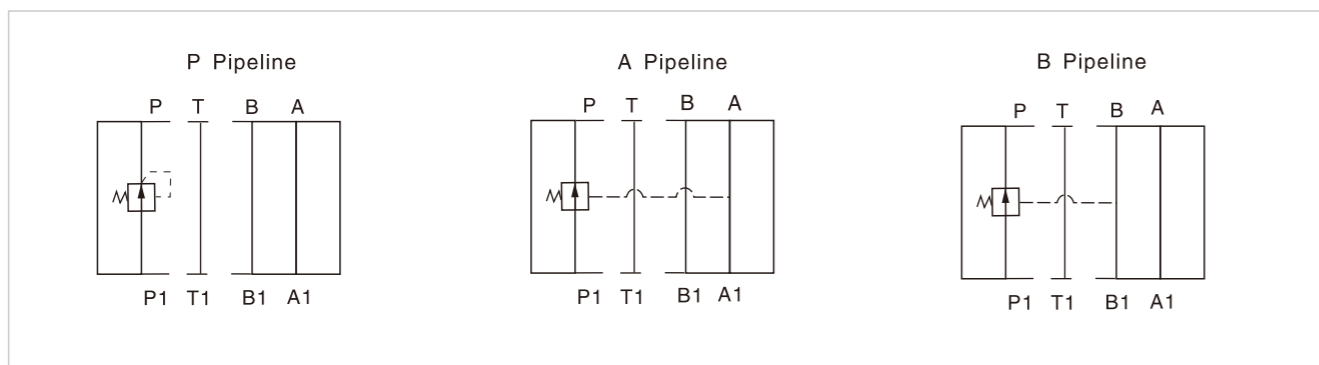 P Pipeline
P T B A
P1 T1 B1 A1
A Pipeline
P T B A
P1 T1 B1 A1
B Pipeline
P T B A
P1 T1 B1 A1